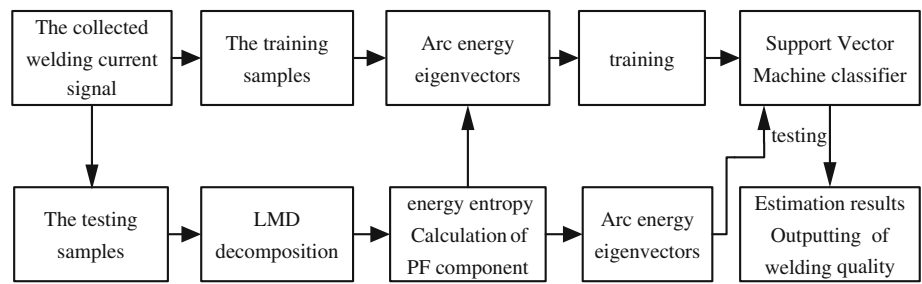 The collected
welding current
signal
The training
samples
Arc energy
eigenvectors
training
Support Vector
Machine classifier
testing
The testing
samples
LMD
decomposition
energy entropy
Calculation of
PF component
Arc energy
eigenvectors
Estimation results
Outputting of
welding quality